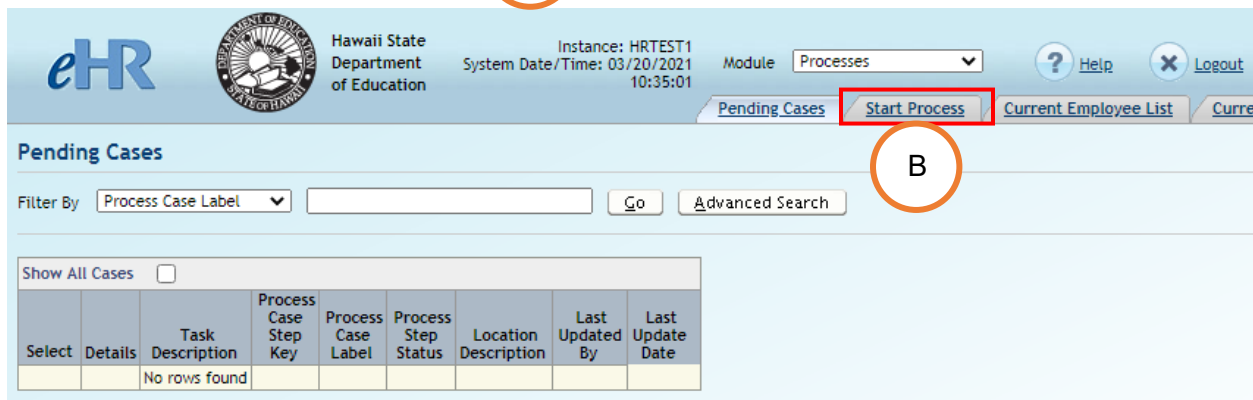 eHR
DEPARTMENT OF EDUCATION
STATE OF HAWAII
Hawaii State
Department
of Education
Instance: HRTEST1
System Date/Time: 03/20/2021
10:35:01
Module Processes
? Help
X Logout
Pending Cases Start Process Current Employee List Curre
B
Pending Cases
Filter By Process Case Label Go Advanced Search
Show All Cases
Select Details Task Description Process Case Step Key Process Case Label Process Step Status Location Description Last Updated By Last Update Date
No rows found